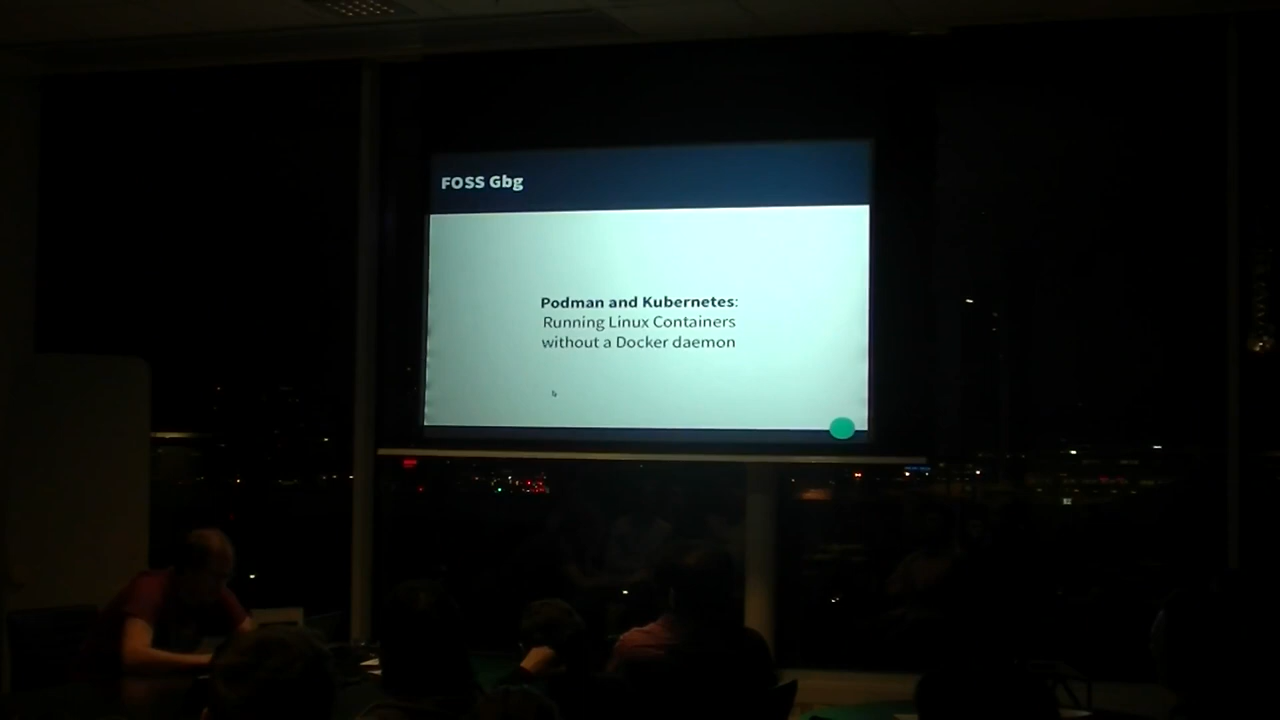 FOSS Gbg
Podman and Kubernetes:
Running Linux Containers
without a Docker daemon